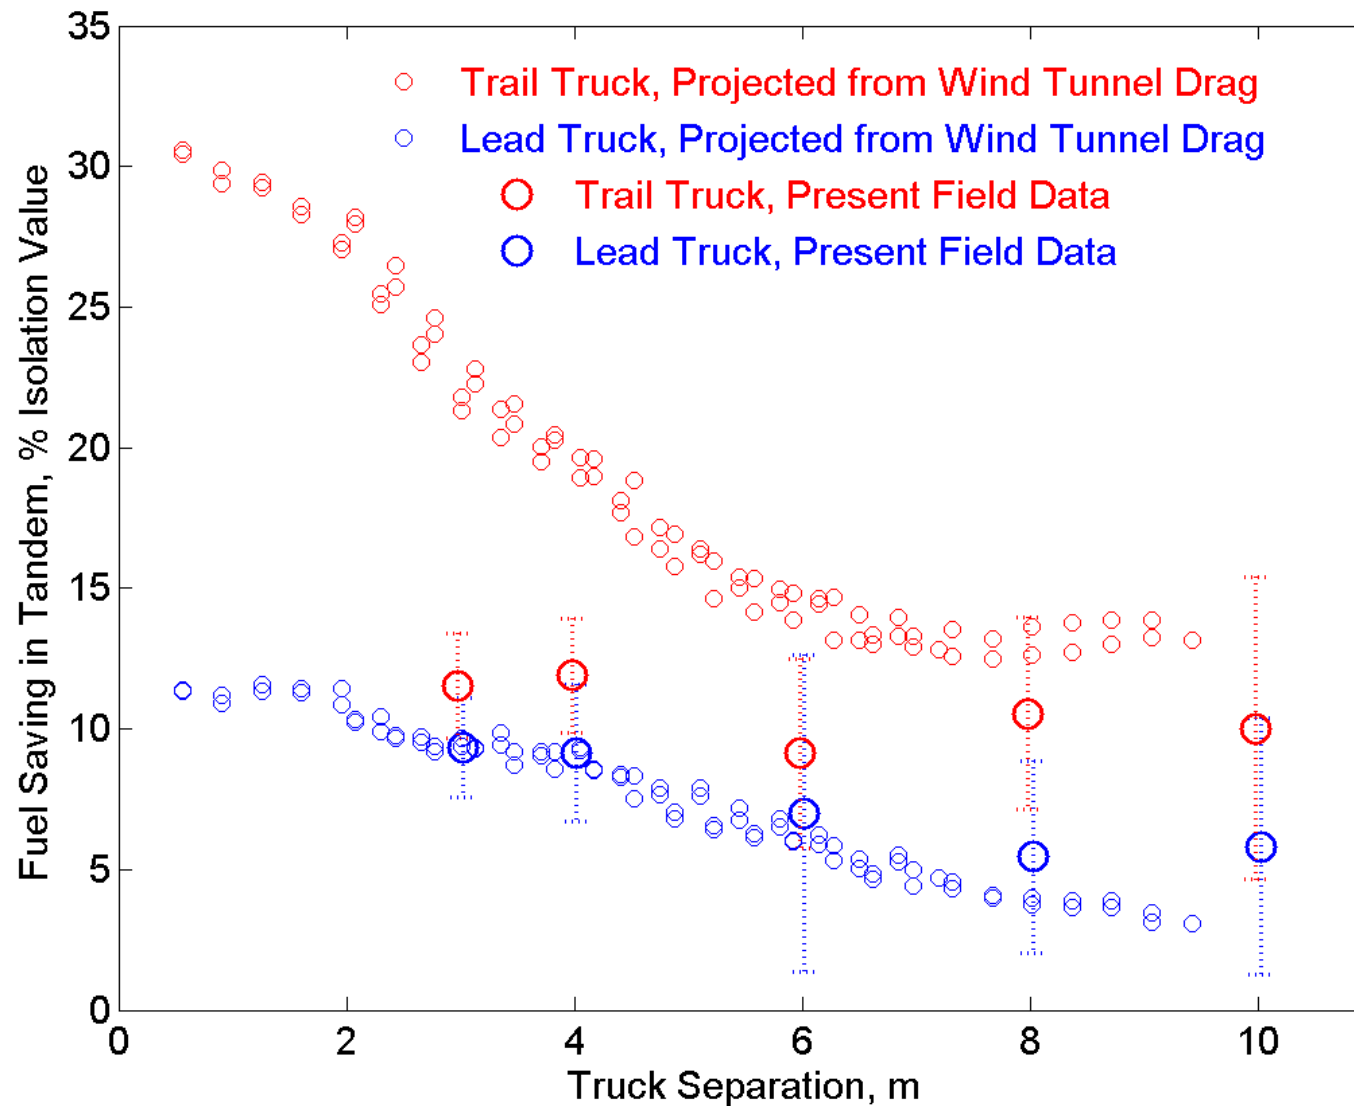 35
30
25
20
15
10
5
0
Fuel Saving in Tandem, % Isolation Value
Trail Truck, Projected from Wind Tunnel Drag
Lead Truck, Projected from Wind Tunnel Drag
Trail Truck, Present Field Data
Lead Truck, Present Field Data
0 2 4 6 8 10
Truck Separation, m